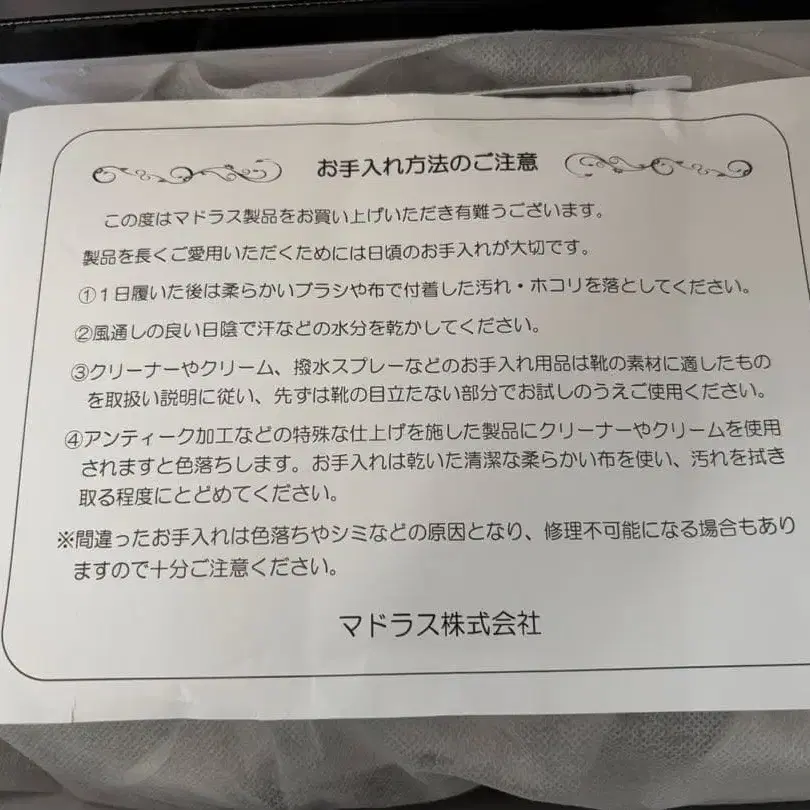 お手入れ方法のご注意
この度はマドラス製品をお買い上げいただき有難うございます。
製品を長くご愛用いただくためには日頃のお手入れが大切です。
①１日履いた後は柔らかいブラシや布で付着した汚れ・ホコリを落としてください。
②風通しの良い日陰で汗などの水分を乾かしてください。
③クリーナーやクリーム、撥水スプレーなどのお手入れ用品は靴の素材に適したもの
を取扱い説明に従い、先ずは靴の目立たない部分でお試しのうえご使用ください。
④アンティーク加工などの特殊な仕上げを施した製品にクリーナーやクリームを使用
されますと色落ちします。お手入れは乾いた清潔な柔らかい布を使い、汚れを拭き
取る程度にとどめてください。
※間違ったお手入れは色落ちやシミなどの原因となり、修理不可能になる場合もあり
ますので十分ご注意ください。
マドラス株式会社